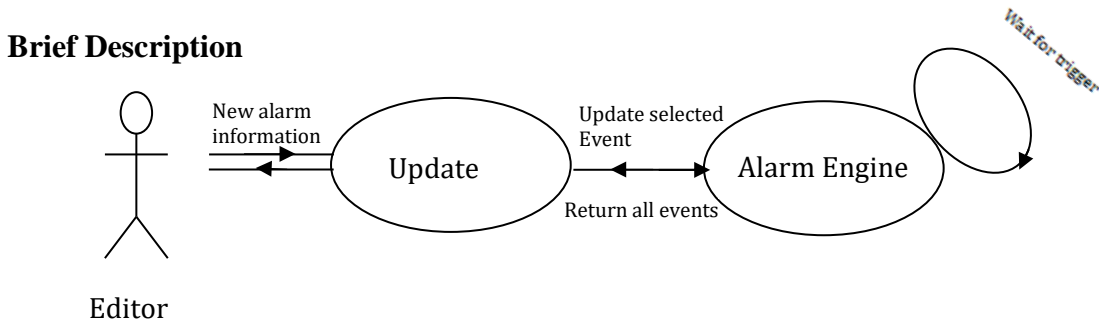 Wait for trigger
Brief Description
New alarm
information
Update selected
Event
Update
Alarm Engine
Return all events
Editor